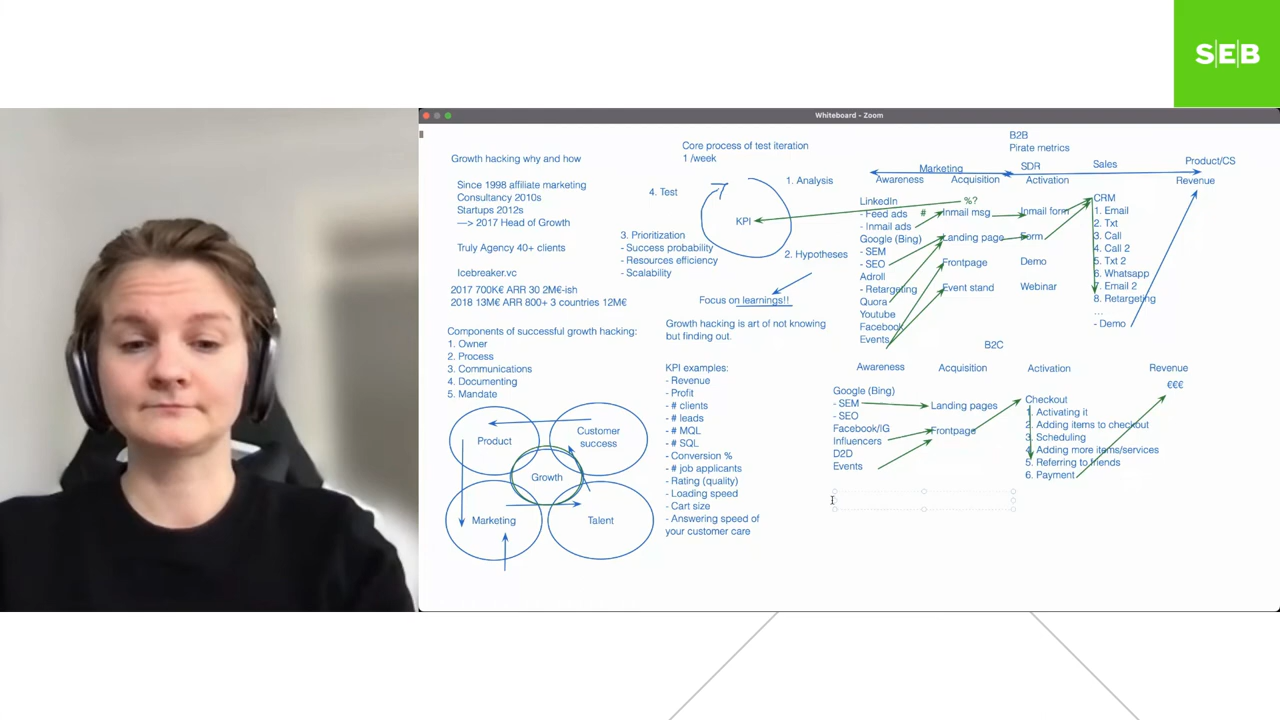 S|E|B
Whiteboard - Zoom
Growth hacking why and how
Since 1998 affiliate marketing
Consultancy 2010s
Startups 2012s
—> 2017 Head of Growth
Truly Agency 40+ clients
Icebreaker.vc
2017 700K€ ARR 30 2M€-ish
2018 13M€ ARR 800+ 3 countries 12M€
Components of successful growth hacking:
1. Owner
2. Process
3. Communications
4. Documenting
5. Mandate
Product
Customer
success
Growth
Marketing
Talent
Core process of test iteration
1 /week
4. Test
1. Analysis
KPI
3. Prioritization
- Success probability
- Resources efficiency
- Scalability
2. Hypotheses
Focus on learnings!!
Growth hacking is art of not knowing
but finding out.
KPI examples:
- Revenue
- Profit
- # clients
- # leads
- # MQL
- # SQL
- Conversion %
- # job applicants
- Rating (quality)
- Loading speed
- Cart size
- Answering speed of
your customer care
B2B
Pirate metrics
Marketing
SDR
Sales
Product/CS
Awareness
Acquisition
Activation
Revenue
LinkedIn
- Feed ads
- Inmail ads
Google (Bing)
- SEM
- SEO
Adroll
- Retargeting
Quora
Youtube
Facebook
Events
%?
# Inmail msg
Landing page
Frontpage
Event stand
Inmail form
Form
Demo
Webinar
CRM
1. Email
2. Txt
3. Call
4. Call 2
5. Txt 2
6. Whatsapp
7. Email 2
8. Retargeting
...
- Demo
B2C
Awareness
Acquisition
Activation
Revenue
€€€
Google (Bing)
- SEM
- SEO
Facebook/IG
Influencers
D2D
Events
Landing pages
Frontpage
Checkout
1. Activating it
2. Adding items to checkout
3. Scheduling
4. Adding more items/services
5. Referring to friends
6. Payment